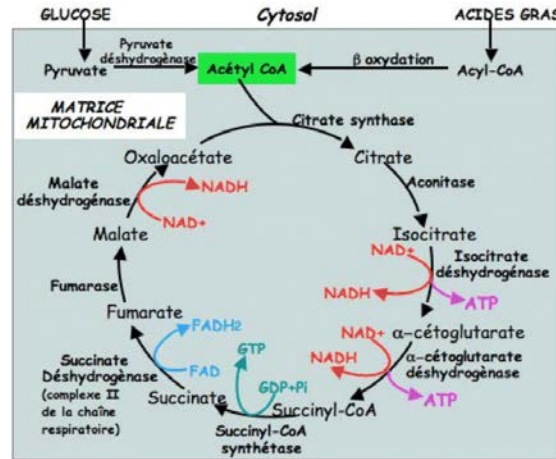 GLUCOSE
Cytosol
ACIDES GRAS
Pyruvate
Pyruvate
déshydrogénase
Acétyl CoA
β oxydation
Acyl-CoA
MATRICE
MITOCHONDRIALE
Citrate synthase
Oxaloacétate
Citrate
Malate
déshydrogénase
NADH
NAD+
Aconitase
Malate
Isocitrate
NAD+
Isocitrate
déshydrogénase
NADH
ATP
Fumarase
Fumarate
α-cétoglutarate
FADH2
FAD
GTP
NAD+
NADH
α-cétoglutarate
déshydrogénase
ATP
Succinate
Déshydrogènase
(complexe II
de la chaîne
respiratoire)
Succinate
GDP+Pi
Succinyl-CoA
Succinyl-CoA
synthétase